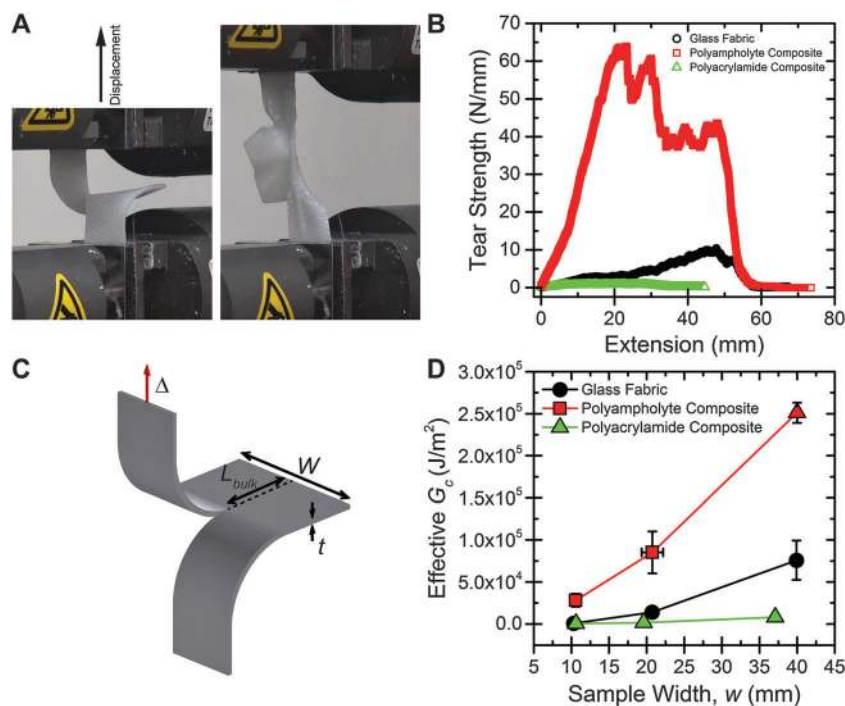 A
Displacement
B
Tear Strength (N/mm)
70
60
50
40
30
20
10
0
Glass Fabric
Polyampholyte Composite
Polyacrylamide Composite
0 20 40 60 80
Extension (mm)
C
Δ
L bulk
W
t
D
Effective G_c (J/m²)
3.0x10⁵
2.5x10⁵
2.0x10⁵
1.5x10⁵
1.0x10⁵
5.0x10⁴
0.0
Glass Fabric
Polyampholyte Composite
Polyacrylamide Composite
5 10 15 20 25 30 35 40 45
Sample Width, w (mm)